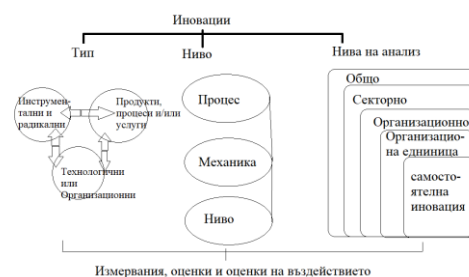 Иновации
Тип
Ниво
Нива на анализ
Инструмен-
тални и
радикални
Продукти,
процеси и/или
услуги
Технологични
или
Организационни
Процес
Механика
Ниво
Общо
Секторно
Организационно
Организацио-
на единица
самосто-
ятелна
иновация
Измервания, оценки и оценки на въздействието